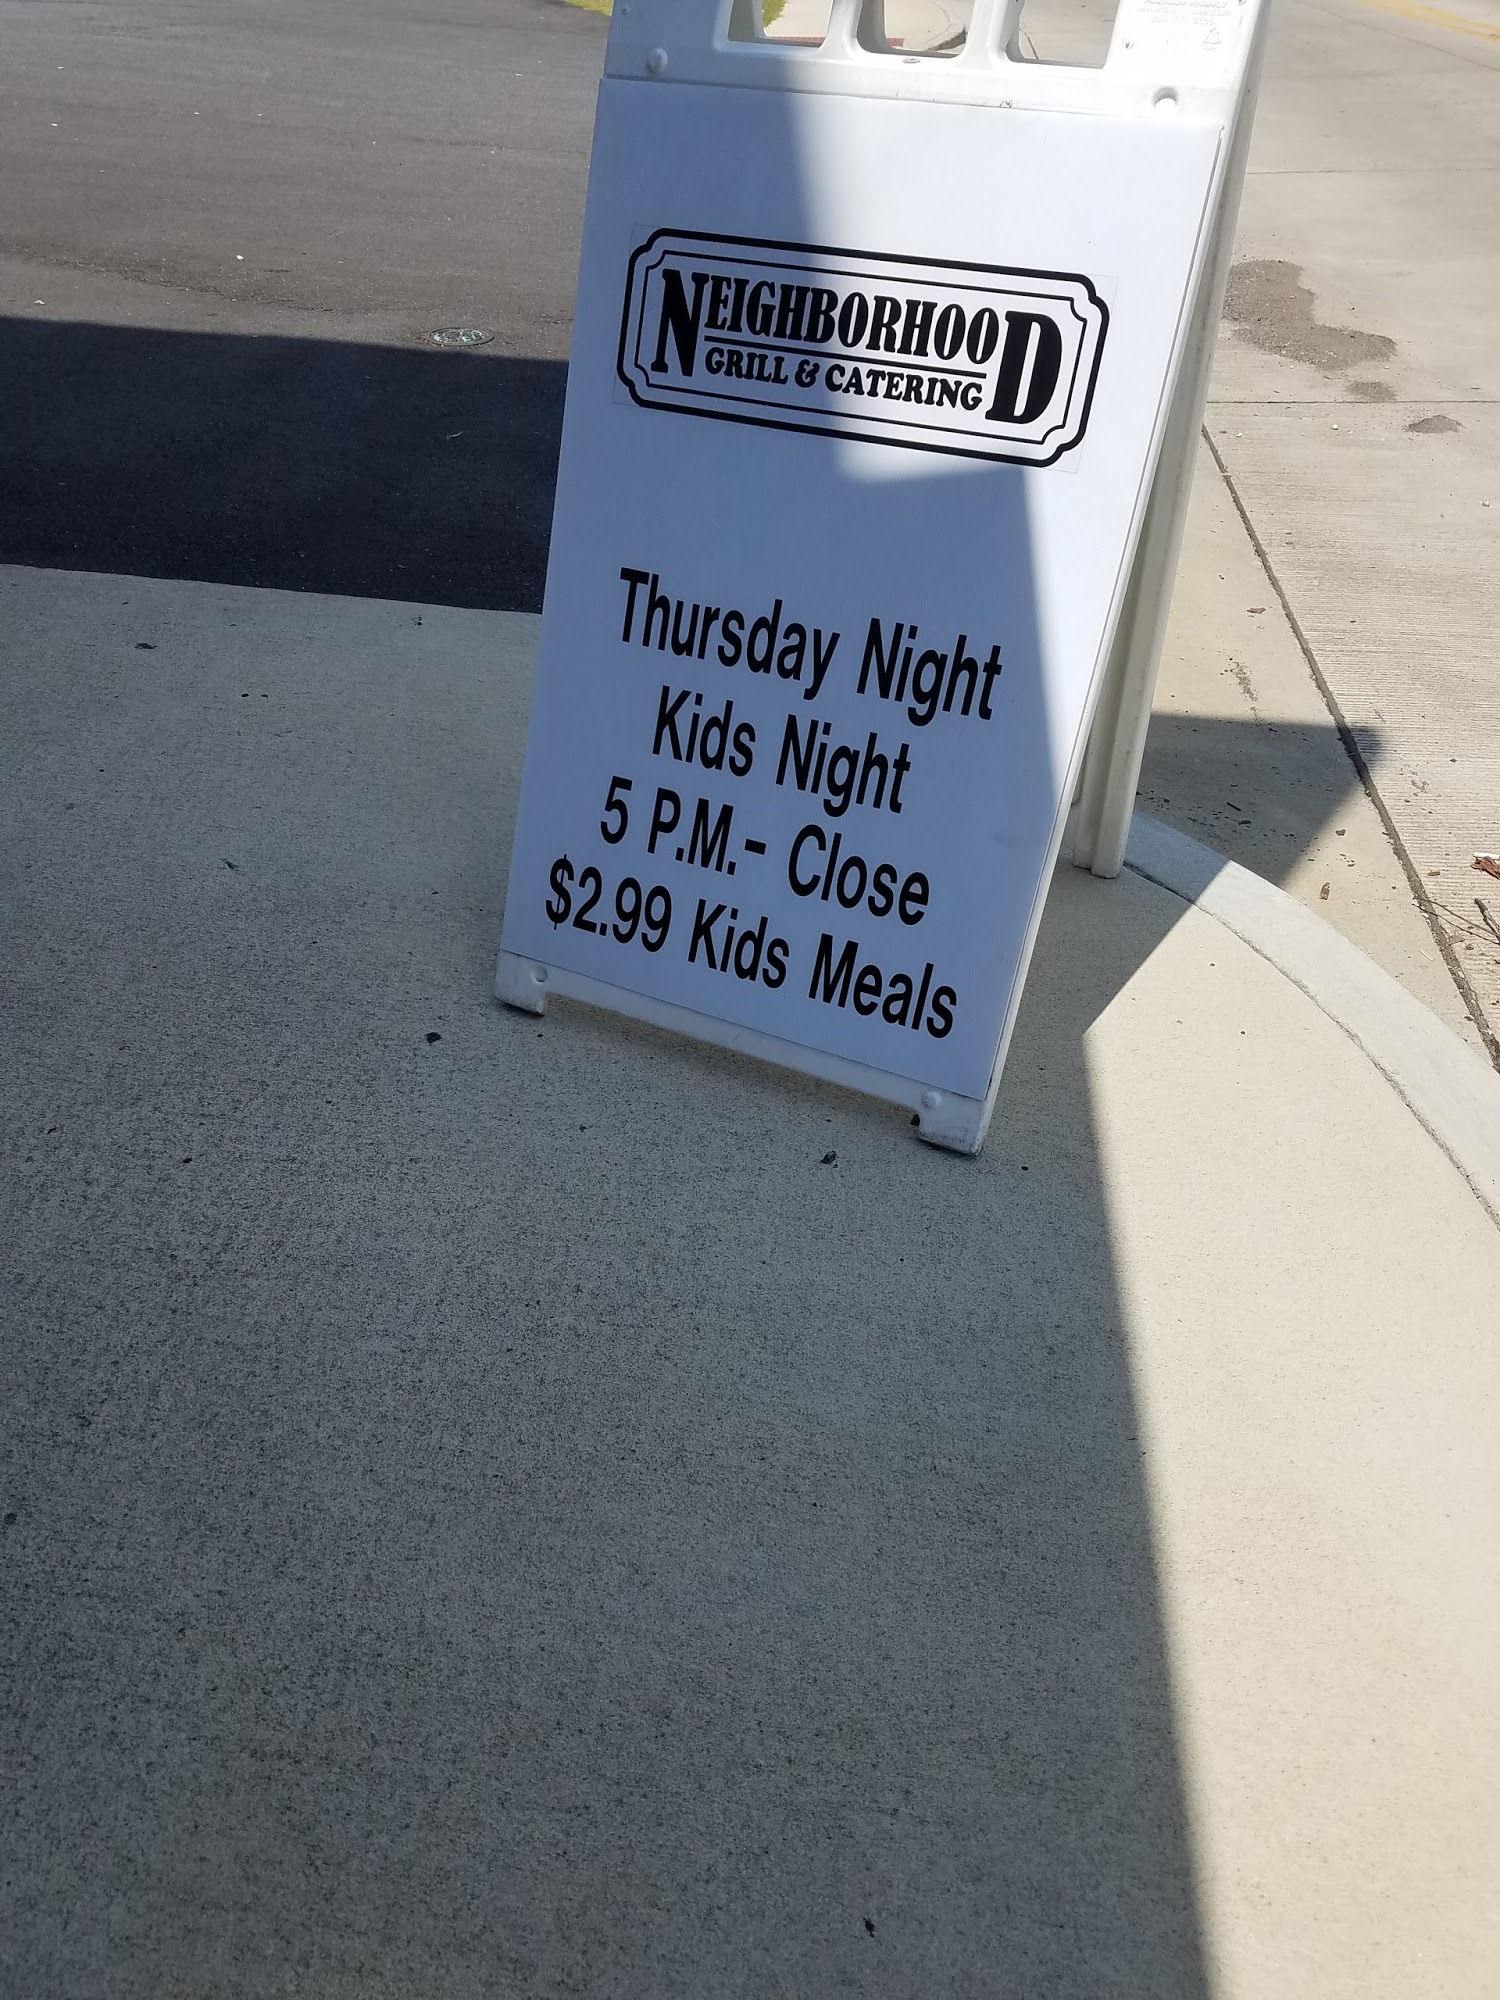 NEIGHBORHOOD
GRILL & CATERING
Thursday Night
Kids Night
5 P.M.- Close
$2.99 Kids Meals